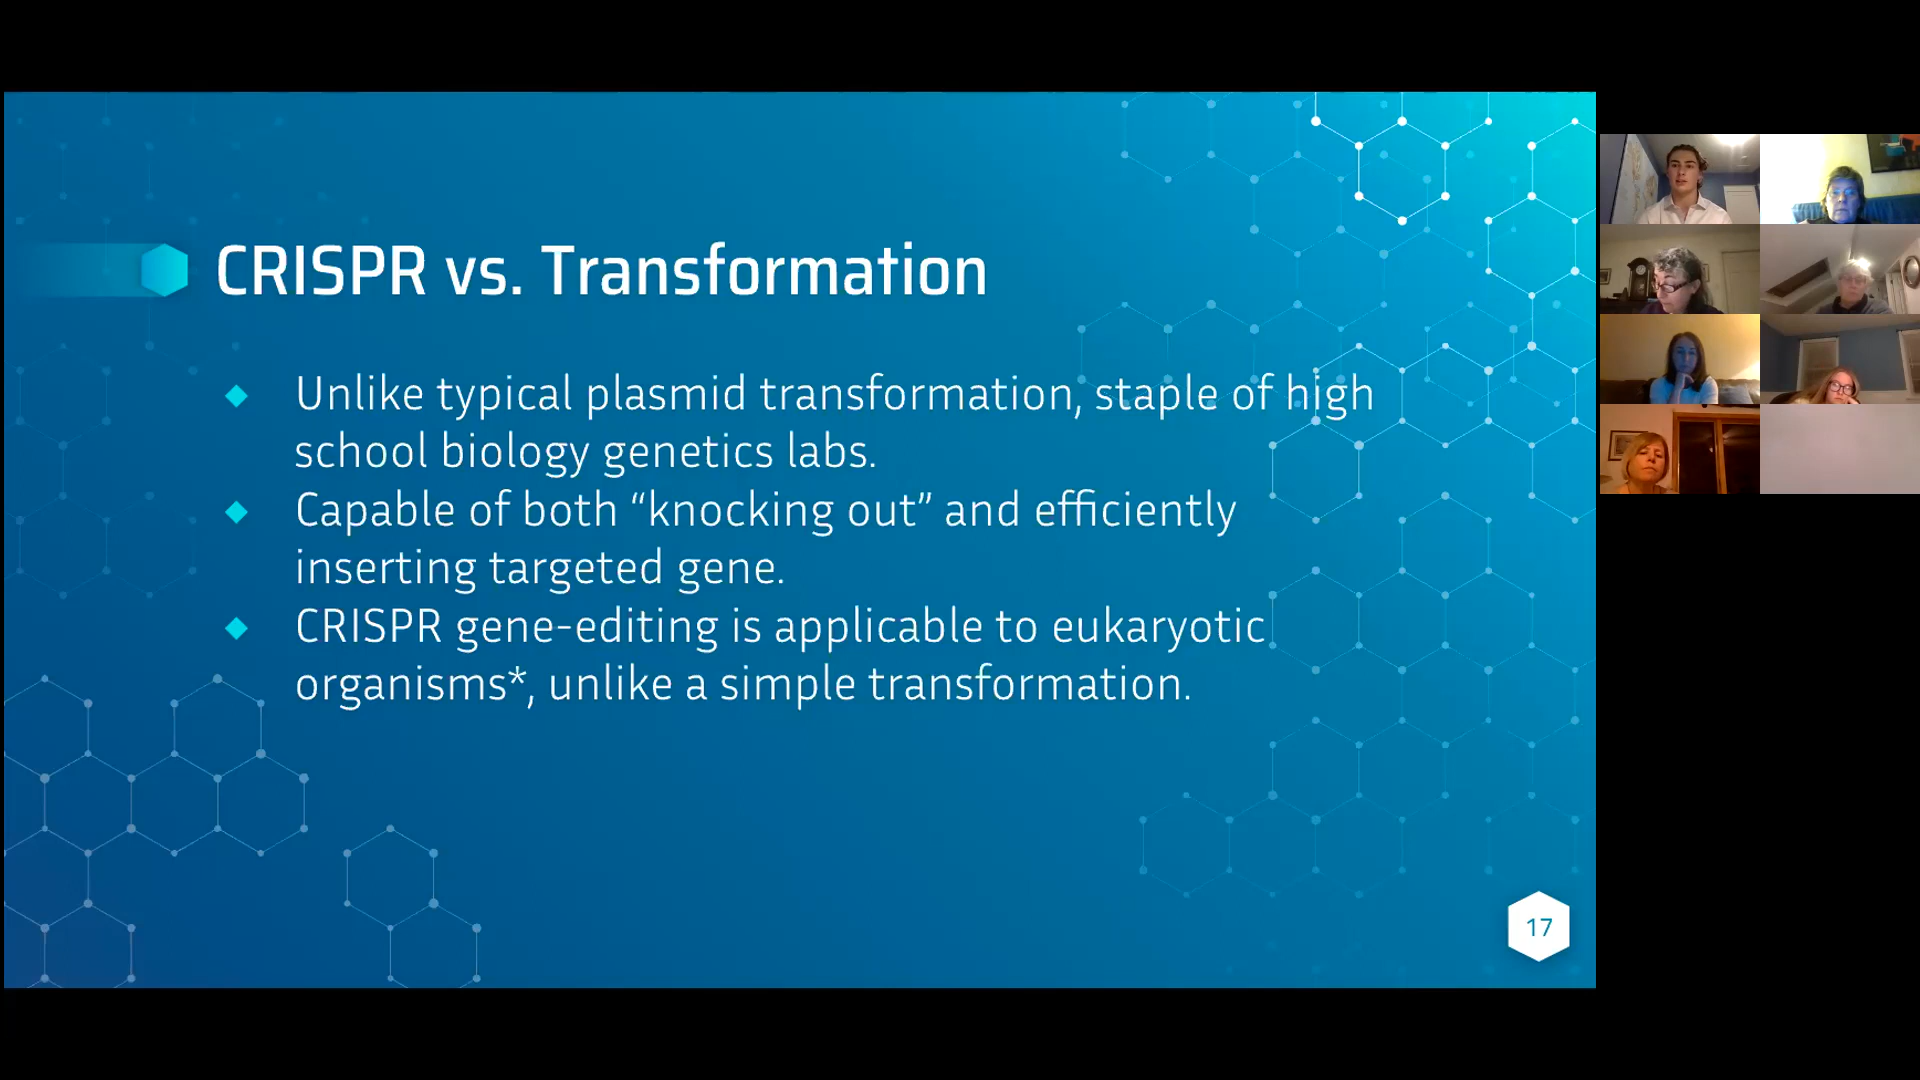 CRISPR vs. Transformation
Unlike typical plasmid transformation, staple of high
school biology genetics labs.
Capable of both “knocking out” and efficiently
inserting targeted gene.
CRISPR gene-editing is applicable to eukaryotic
organisms*, unlike a simple transformation.
17